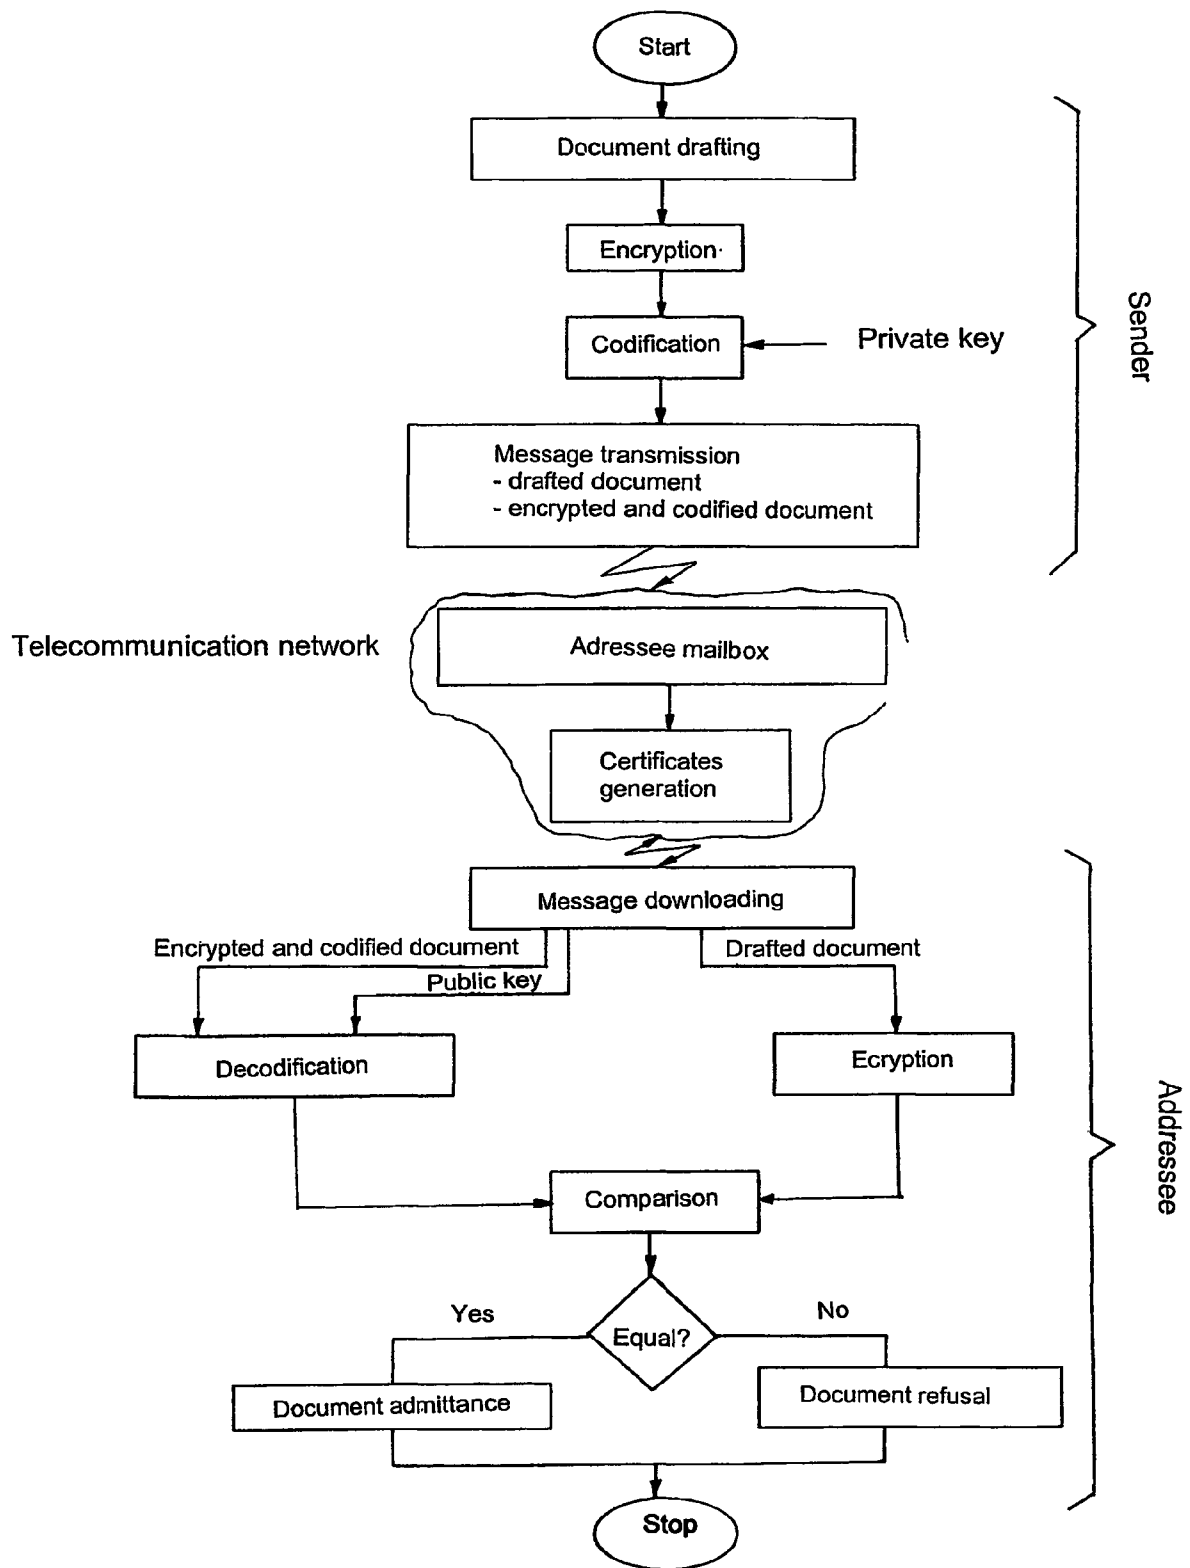 Start
Document drafting
Encryption
Codification
Private key
Sender
Message transmission
- drafted document
- encrypted and codified document
Telecommunication network
Adressee mailbox
Certificates
generation
Message downloading
Encrypted and codified document
Drafted document
Public key
Decodification
Ecryption
Addressee
Comparison
Yes
No
Equal?
Document admittance
Document refusal
Stop